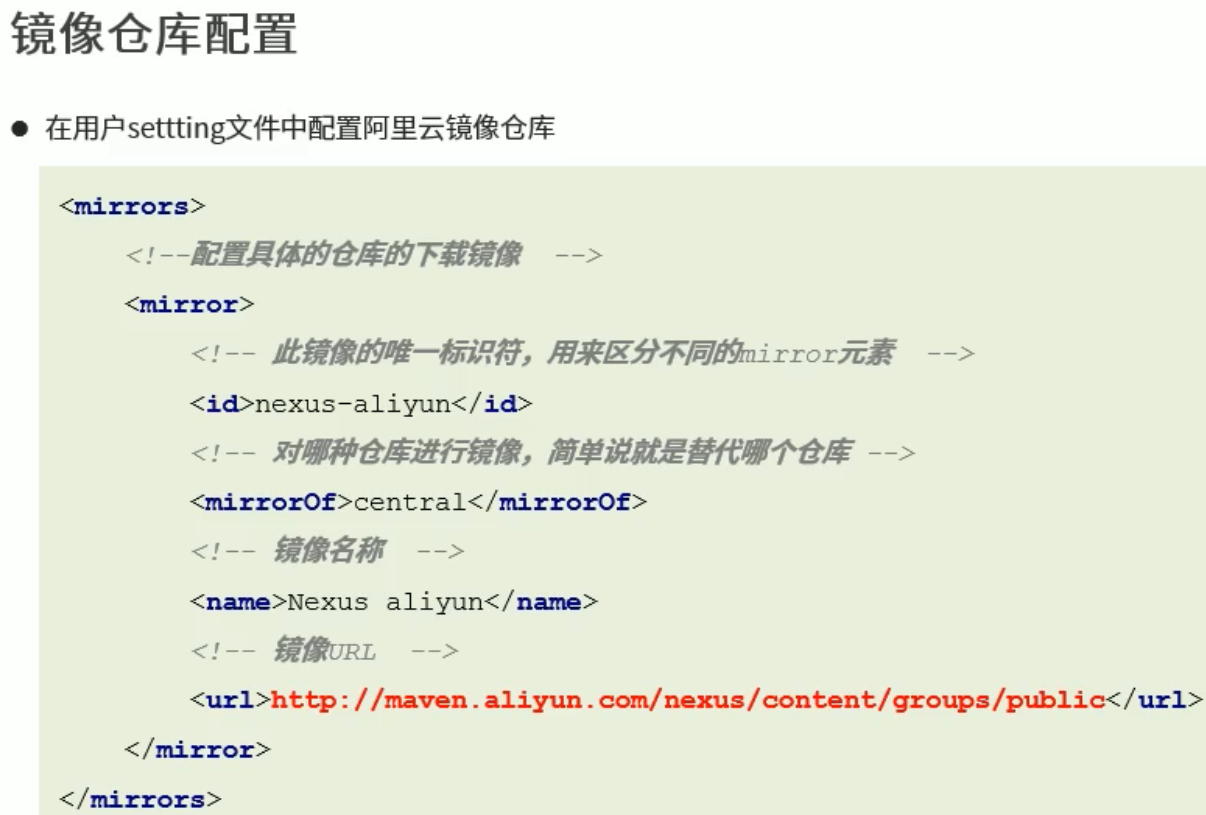 镜像仓库配置
● 在用户settting文件中配置阿里云镜像仓库
<mirrors>
<!--配置具体的仓库的下载镜像 -->
<mirror>
<!-- 此镜像的唯一标识符，用来区分不同的mirror元素 -->
<id>nexus-aliyun</id>
<!-- 对哪种仓库进行镜像，简单说就是替代哪个仓库 -->
<mirrorOf>central</mirrorOf>
<!-- 镜像名称 -->
<name>Nexus aliyun</name>
<!-- 镜像URL -->
<url>http://maven.aliyun.com/nexus/content/groups/public</url>
</mirror>
</mirrors>